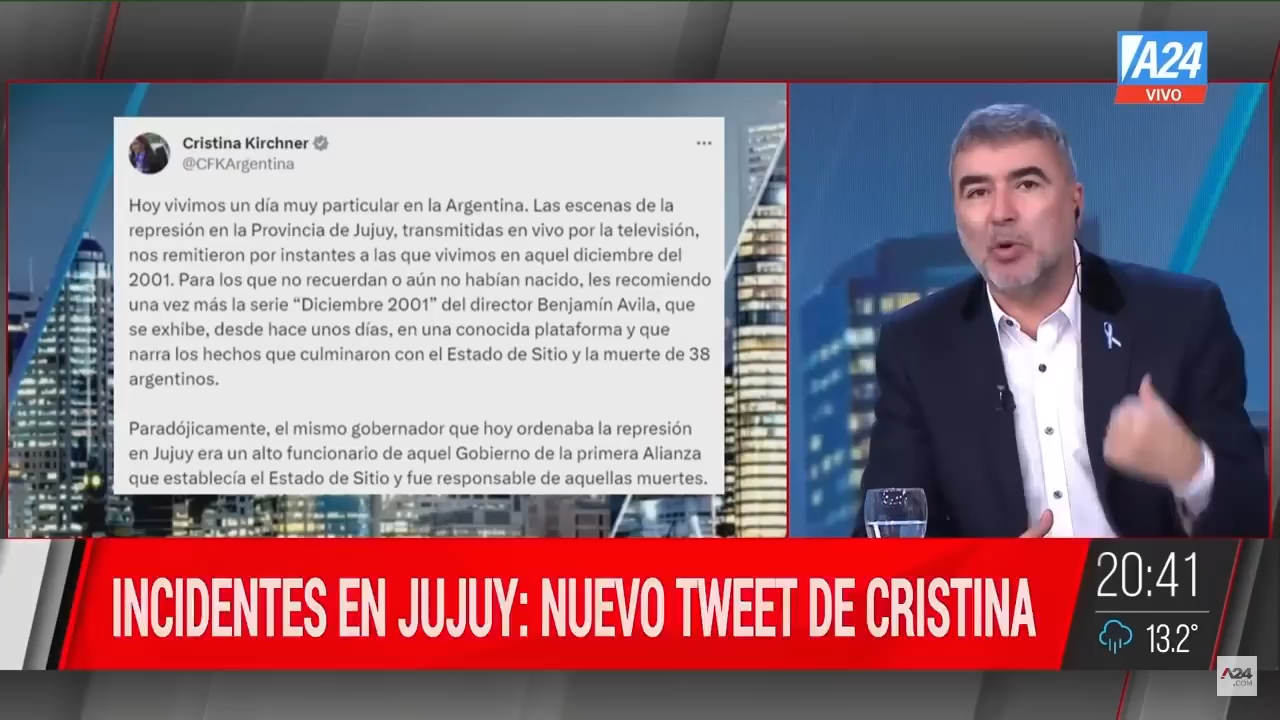 A24
VIVO
Cristina Kirchner
@CFKArgentina
Hoy vivimos un día muy particular en la Argentina. Las escenas de la
represión en la Provincia de Jujuy, transmitidas en vivo por la televisión,
nos remitieron por instantes a las que vivimos en aquel diciembre del
2001. Para los que no recuerdan o aún no habían nacido, les recomiendo
una vez más la serie “Diciembre 2001” del director Benjamín Avila, que
se exhibe, desde hace unos días, en una conocida plataforma y que
narra los hechos que culminaron con el Estado de Sitio y la muerte de 38
argentinos.
Paradójicamente, el mismo gobernador que hoy ordenaba la represión
en Jujuy era un alto funcionario de aquel Gobierno de la primera Alianza
que establecía el Estado de Sitio y fue responsable de aquellas muertes.
INCIDENTES EN JUJUY: NUEVO TWEET DE CRISTINA
20:41
13.2°
A24
.COM